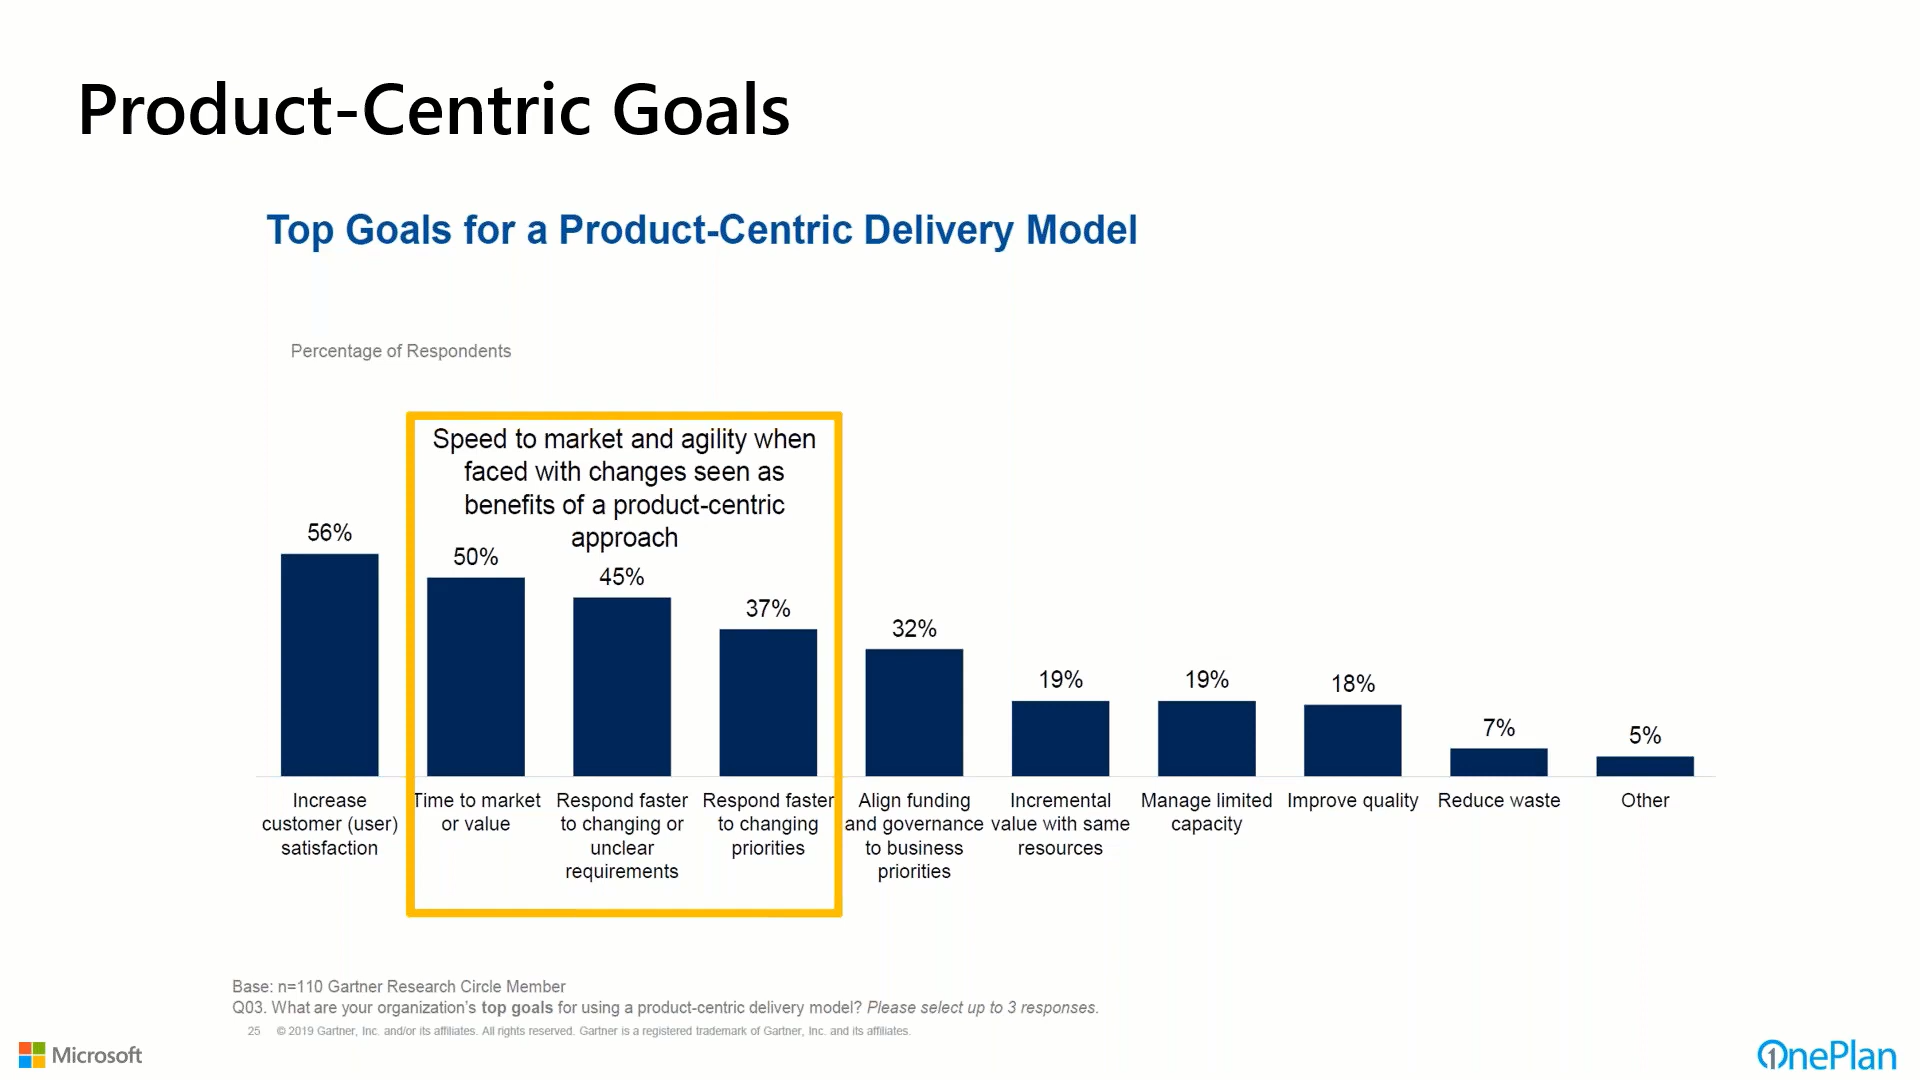 Product-Centric Goals
Top Goals for a Product-Centric Delivery Model
Percentage of Respondents
Speed to market and agility when
faced with changes seen as
benefits of a product-centric
approach
56%
50%
45%
37%
32%
19%
19%
18%
7%
5%
Increase
customer (user)
satisfaction
Time to market
or value
Respond faster
to changing or
unclear
requirements
Respond faster
to changing
priorities
Align funding
and governance
to business
priorities
Incremental
value with same
resources
Manage limited
capacity
Improve quality
Reduce waste
Other
Base: n=110 Gartner Research Circle Member
Q03. What are your organization's top goals for using a product-centric delivery model? Please select up to 3 responses.
25 © 2019 Gartner, Inc. and/or its affiliates. All rights reserved. Gartner is a registered trademark of Gartner, Inc. and its affiliates.
Microsoft
OnePlan